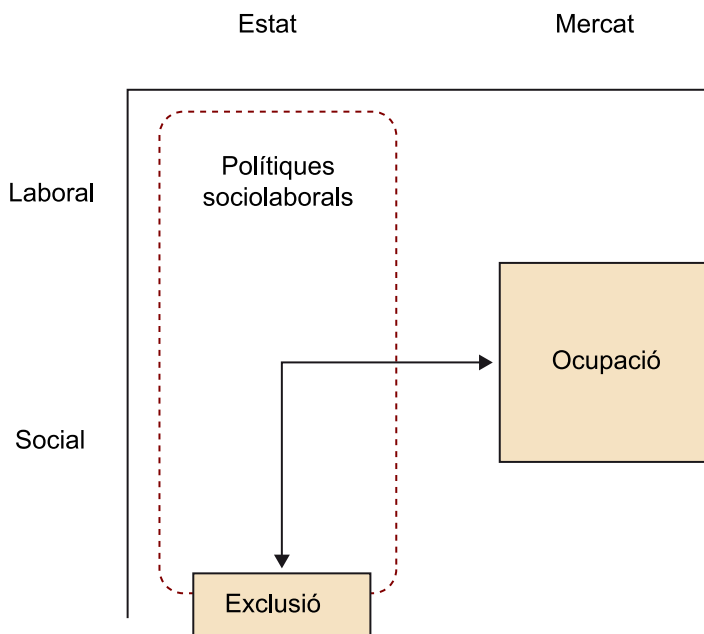 Estat
Mercat
Laboral
Polítiques
sociolaborals
Ocupació
Social
Exclusió